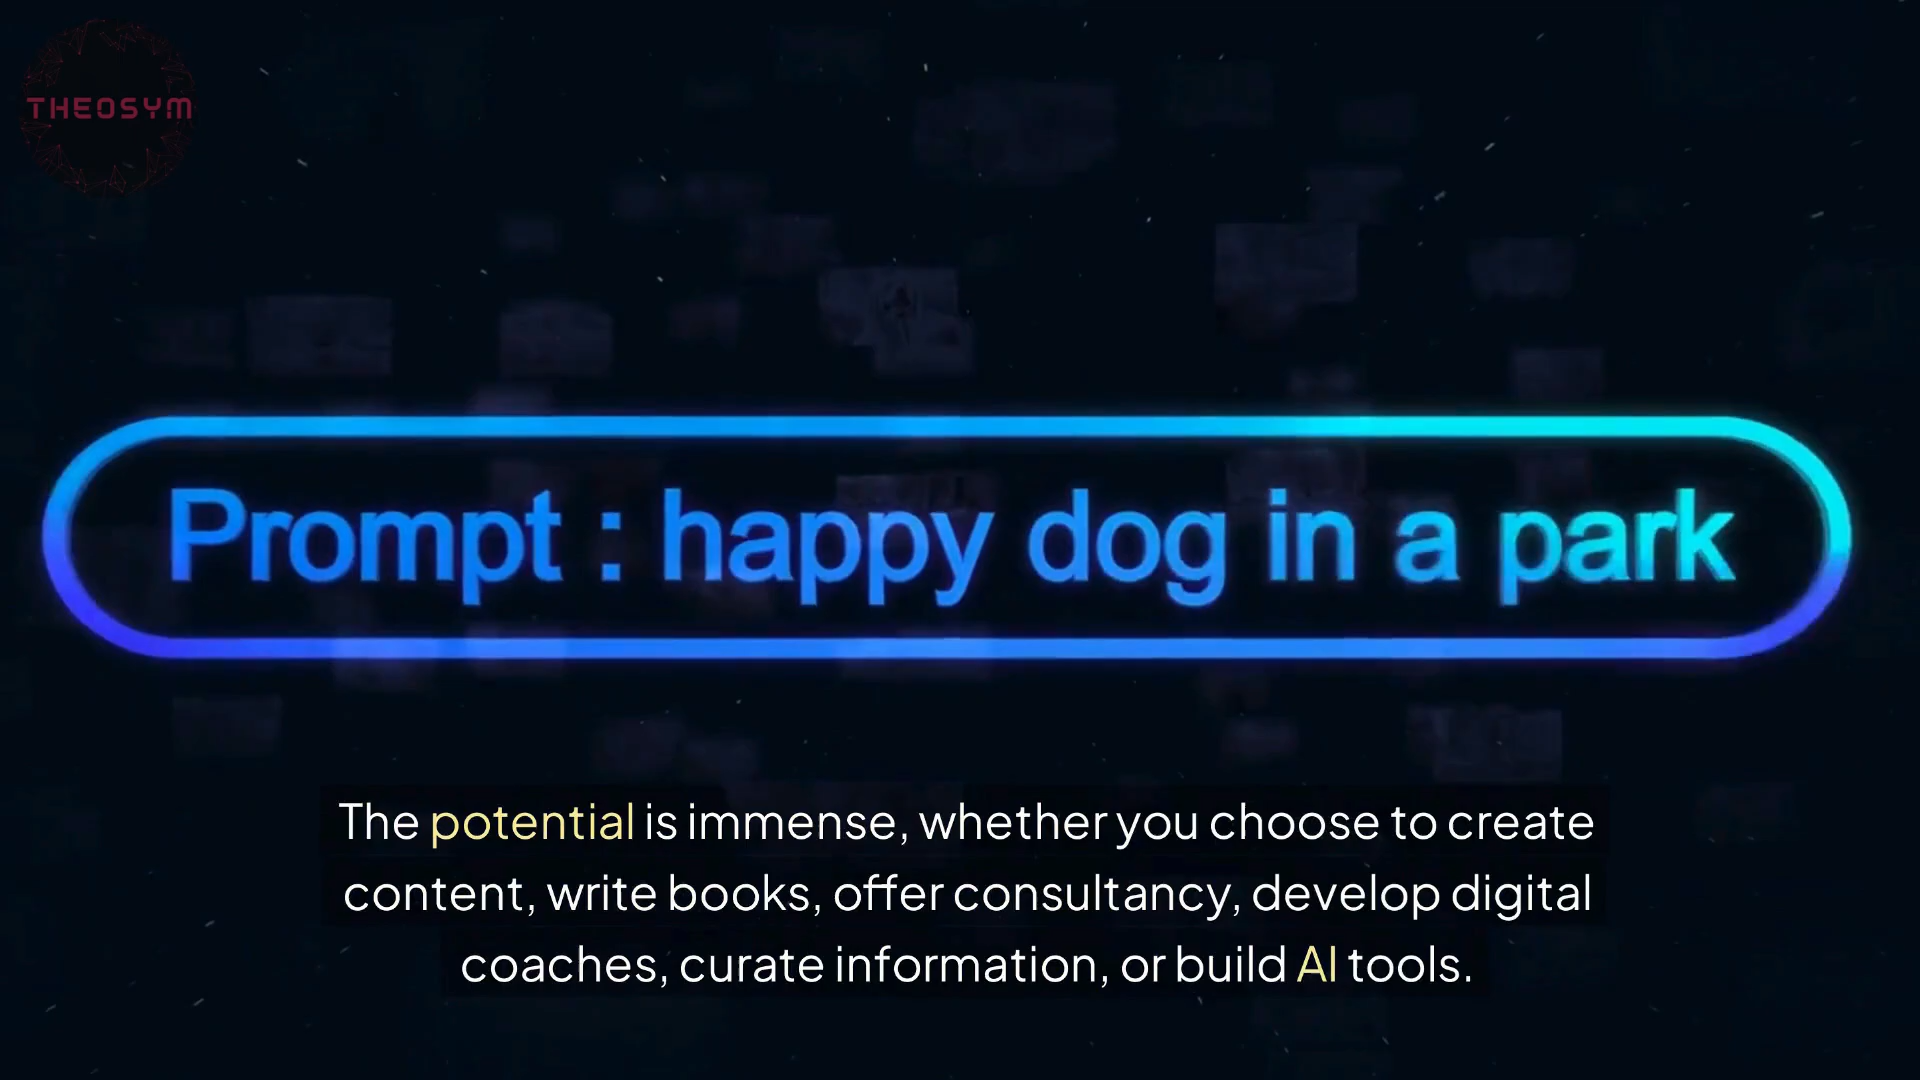 THEOSYM
Prompt : happy dog in a park
The potential is immense, whether you choose to create
content, write books, offer consultancy, develop digital
coaches, curate information, or build AI tools.